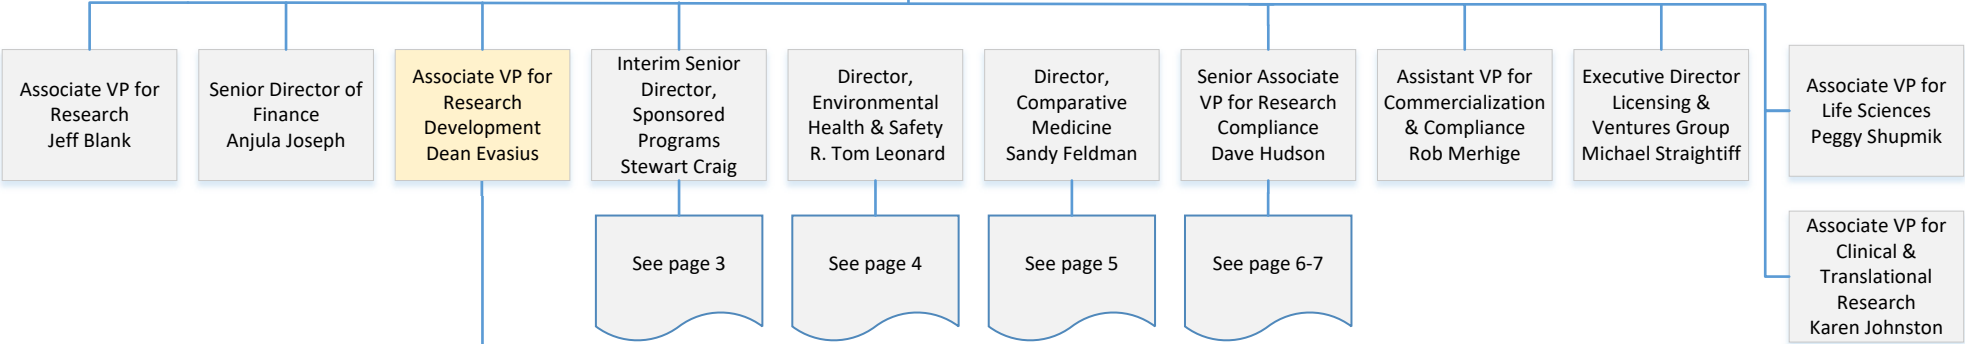 Associate VP for
Research
Jeff Blank
Senior Director of
Finance
Anjula Joseph
Associate VP for
Research
Development
Dean Evasius
Interim Senior
Director,
Sponsored
Programs
Stewart Craig
Director,
Environmental
Health & Safety
R. Tom Leonard
Director,
Comparative
Medicine
Sandy Feldman
Senior Associate
VP for Research
Compliance
Dave Hudson
Assistant VP for
Commercialization
& Compliance
Rob Merhige
Executive Director
Licensing &
Ventures Group
Michael Straightiff
Associate VP for
Life Sciences
Peggy Shupmik
See page 3
See page 4
See page 5
See page 6-7
Associate VP for
Clinical &
Translational
Research
Karen Johnston